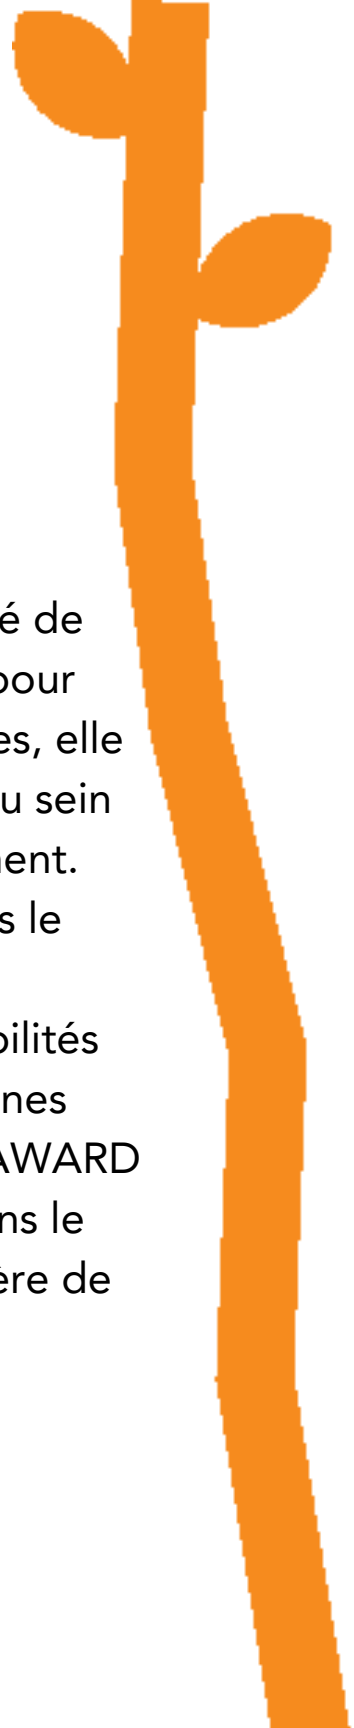 é de
pour
es, elle
u sein
ent.
s le
bilités
nes
AWARD
ns le
ère de